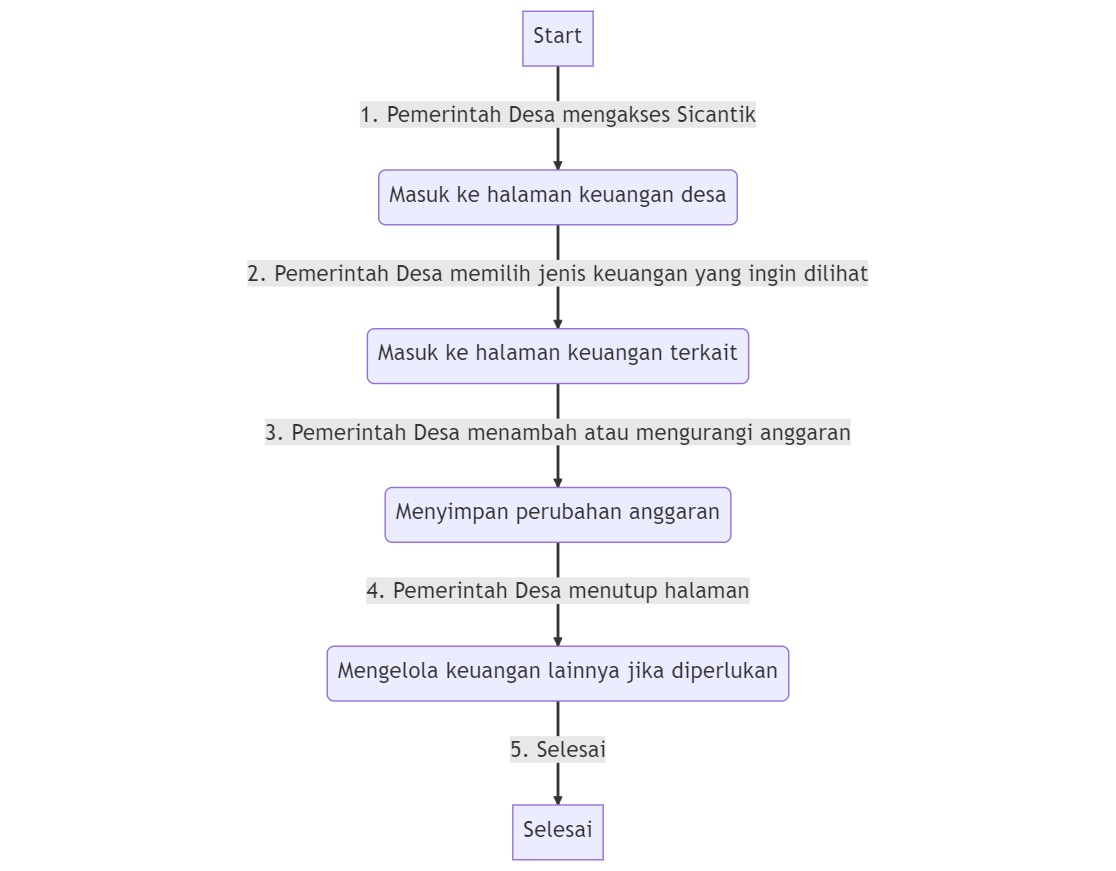 Start
1. Pemerintah Desa mengakses Sicantik
Masuk ke halaman keuangan desa
2. Pemerintah Desa memilih jenis keuangan yang ingin dilihat
Masuk ke halaman keuangan terkait
3. Pemerintah Desa menambah atau mengurangi anggaran
Menyimpan perubahan anggaran
4. Pemerintah Desa menutup halaman
Mengelola keuangan lainnya jika diperlukan
5. Selesai
Selesai